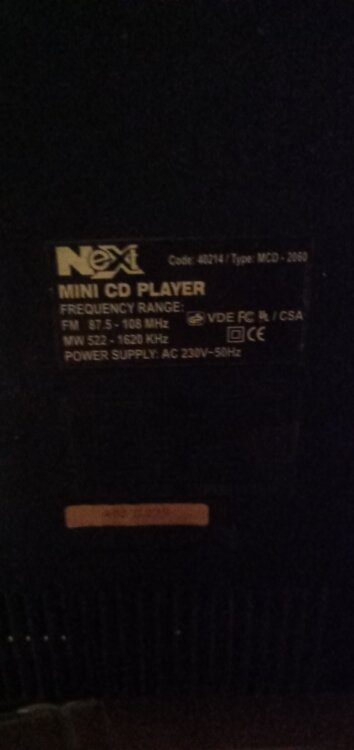 NeXt Code: 40214 / Type: MCD - 2060
MINI CD PLAYER
FREQUENCY RANGE:
FM 87.5 - 108 MHz
MW 522 - 1620 KHz
VDE FC UL / CSA
CE
POWER SUPPLY: AC 230V~50Hz